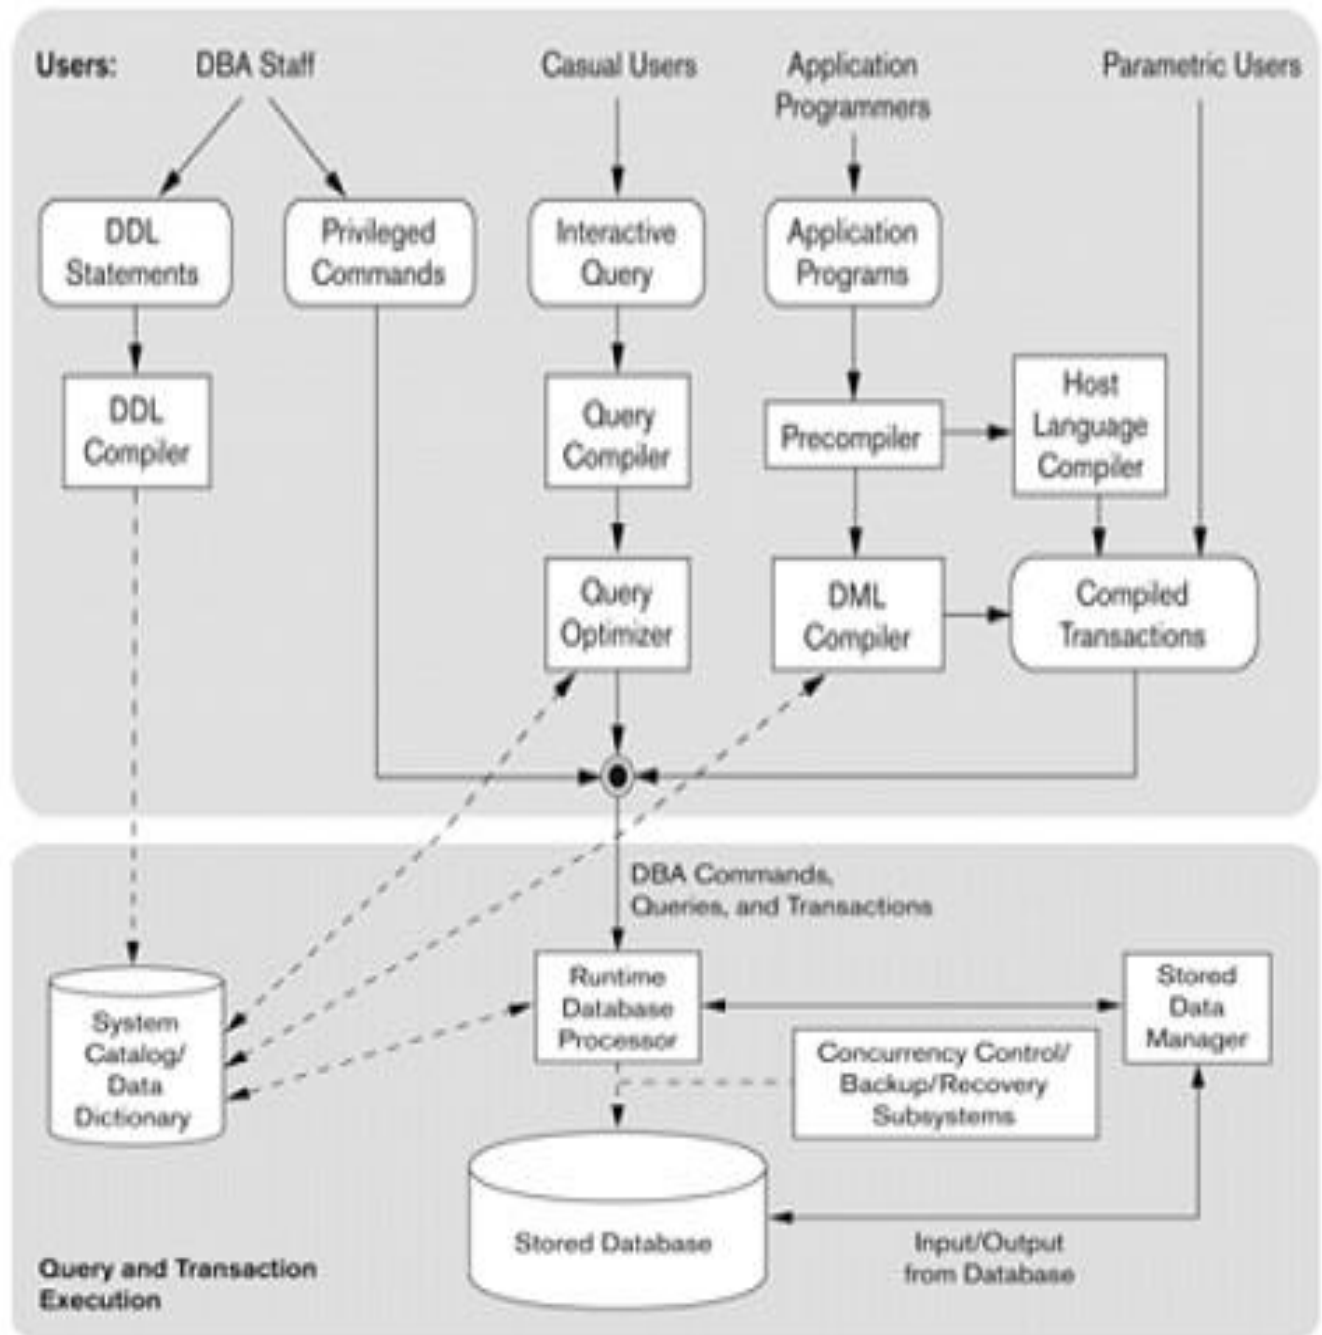 Users:
DBA Staff
Casual Users
Application
Programmers
Parametric Users
DDL
Statements
Privileged
Commands
Interactive
Query
Application
Programs
DDL
Compiler
Query
Compiler
Precompiler
Host
Language
Compiler
Query
Optimizer
DML
Compiler
Compiled
Transactions
DBA Commands,
Queries, and Transactions
System
Catalog/
Data
Dictionary
Runtime
Database
Processor
Stored
Data
Manager
Concurrency Control/
Backup/Recovery
Subsystems
Stored Database
Input/Output
from Database
Query and Transaction
Execution